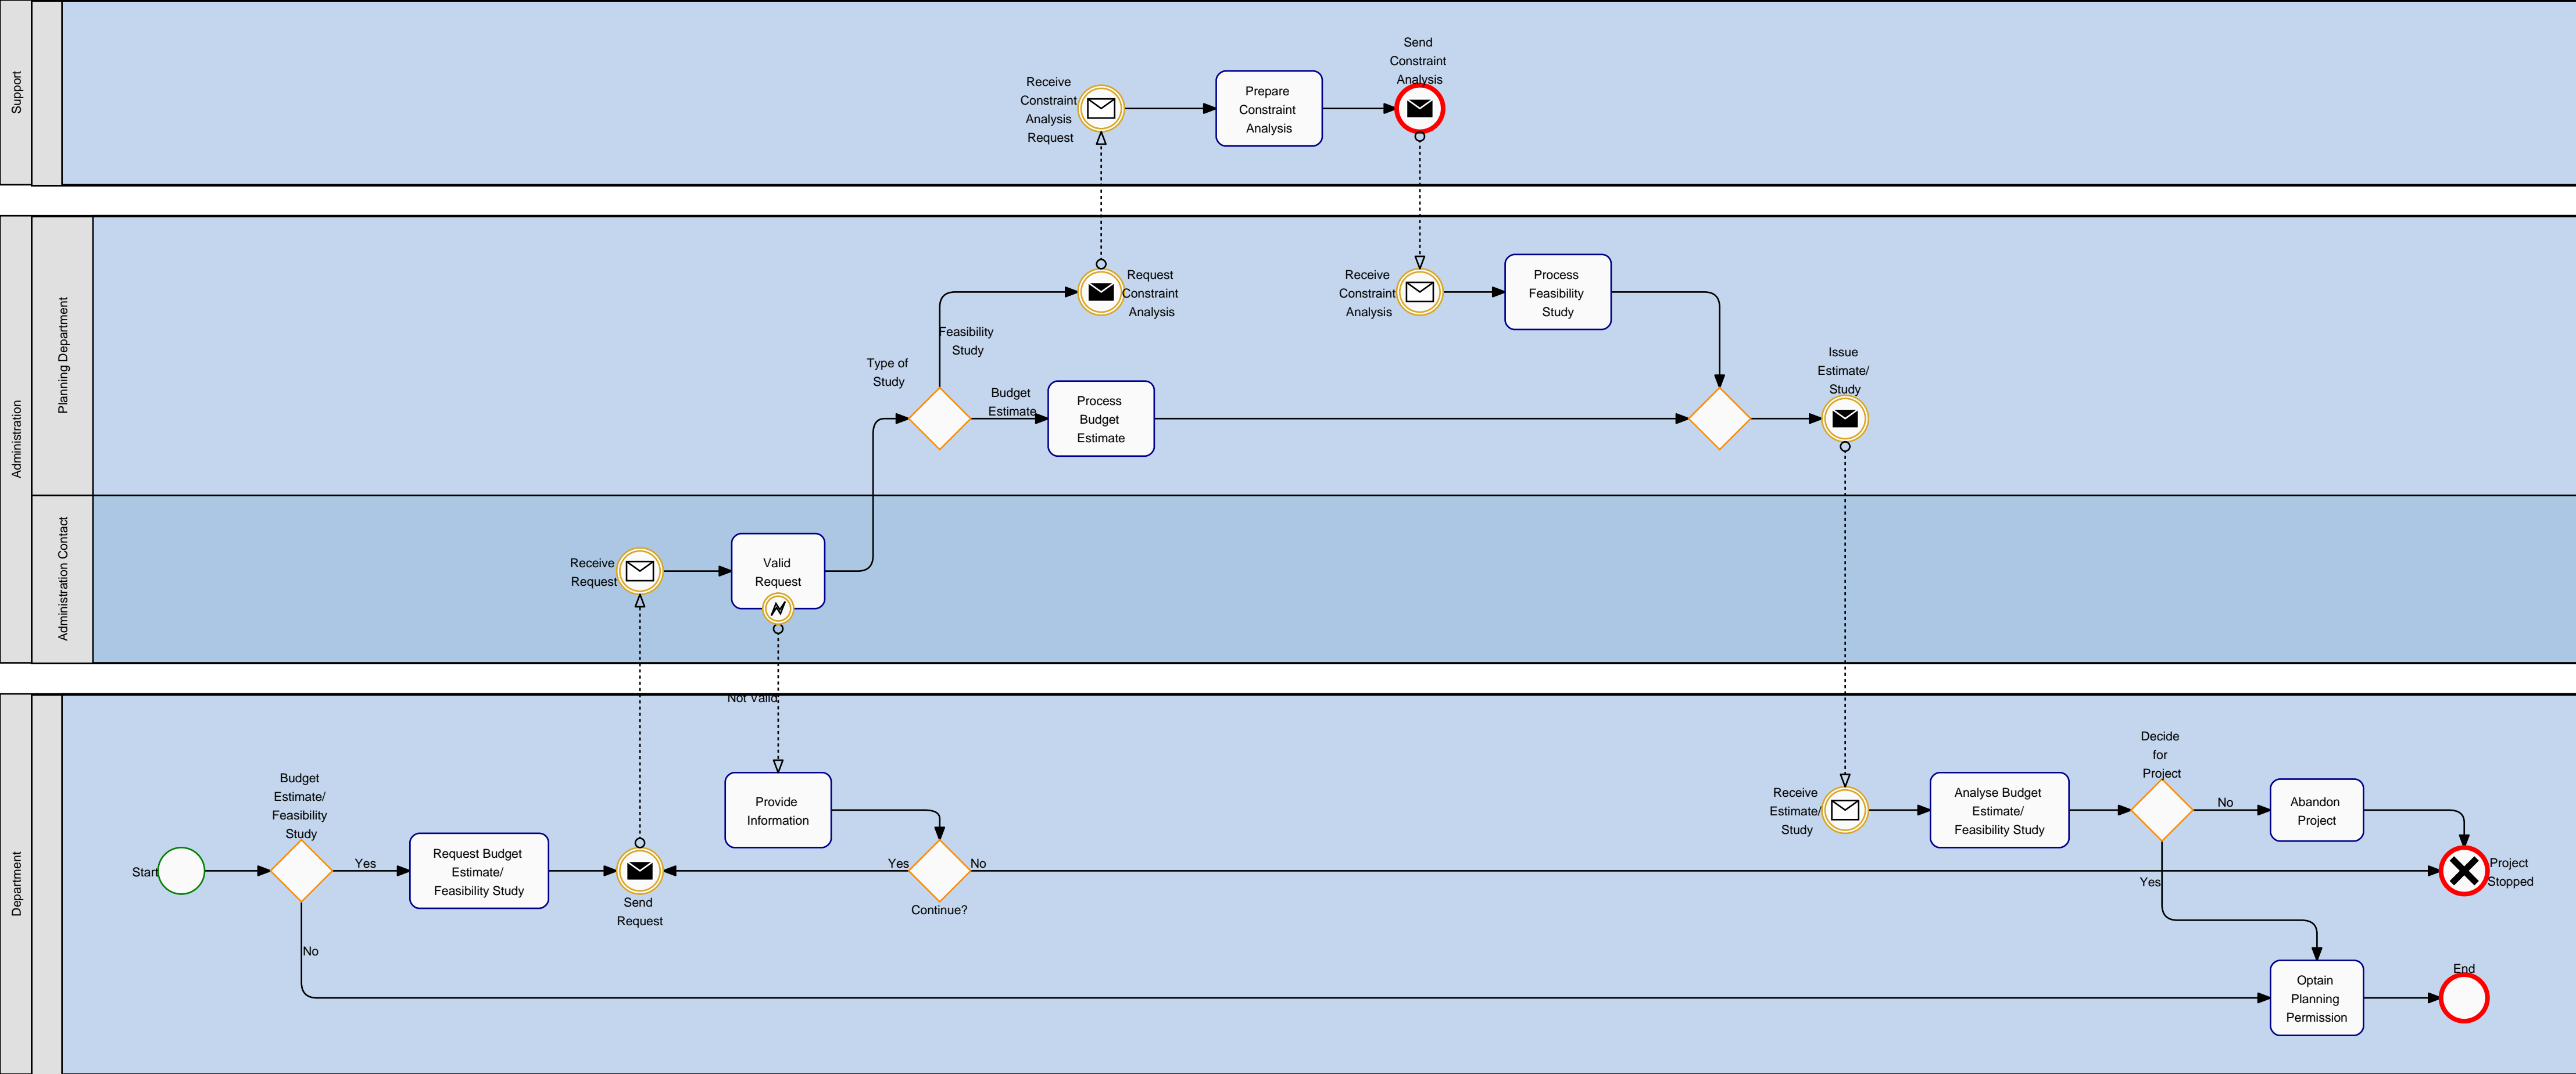 Support
Receive
Constraint
Analysis
Request
Prepare
Constraint
Analysis
Send
Constraint
Analysis
Administration
Planning Department
Type of
Study
Feasibility
Study
Budget
Estimate
Request
Constraint
Analysis
Process
Budget
Estimate
Receive
Constraint
Analysis
Process
Feasibility
Study
Issue
Estimate/
Study
Administration Contact
Receive
Request
Valid
Request
Not Valid
Department
Start
Budget
Estimate/
Feasibility
Study
Yes
No
Request Budget
Estimate/
Feasibility Study
Send
Request
Provide
Information
Yes
No
Continue?
Receive
Estimate/
Study
Analyse Budget
Estimate/
Feasibility Study
Decide
for
Project
No
Yes
Abandon
Project
Project
Stopped
Optain
Planning
Permission
End